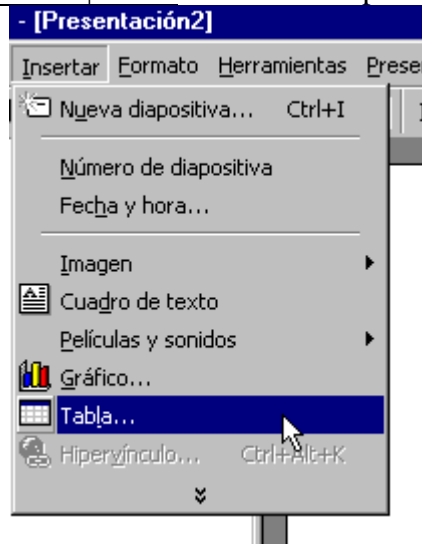 - [Presentación2]
Insertar Formato Herramientas
Nueva diapositiva... Ctrl+I
Número de diapositiva
Fecha y hora...
Imagen
Cuadro de texto
Películas y sonidos
Gráfico...
Tabla...
Hipervínculo... Ctrl+Alt+K